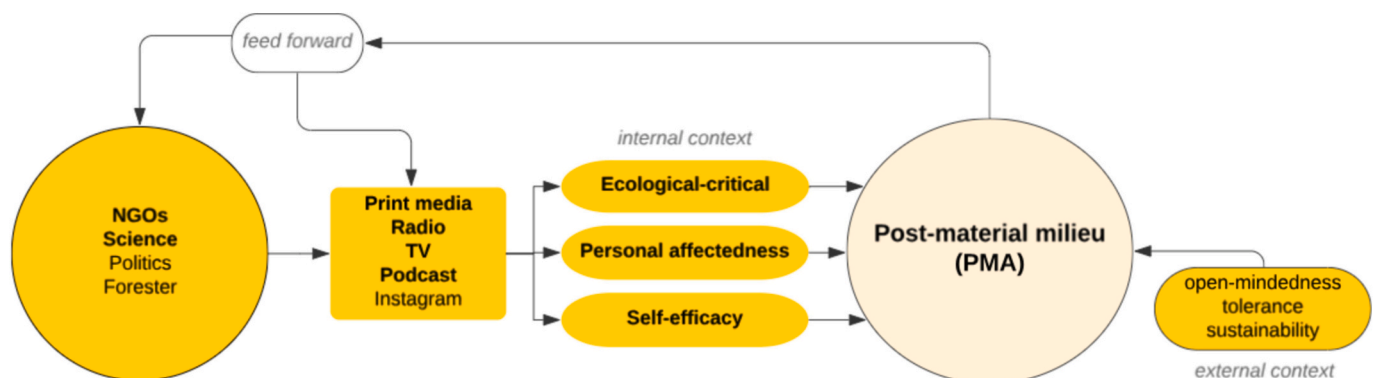 feed forward
NGOs
Science
Politics
Forester
Print media
Radio
TV
Podcast
Instagram
internal context
Ecological-critical
Personal affectedness
Self-efficacy
Post-material milieu
(PMA)
open-mindedness
tolerance
sustainability
external context